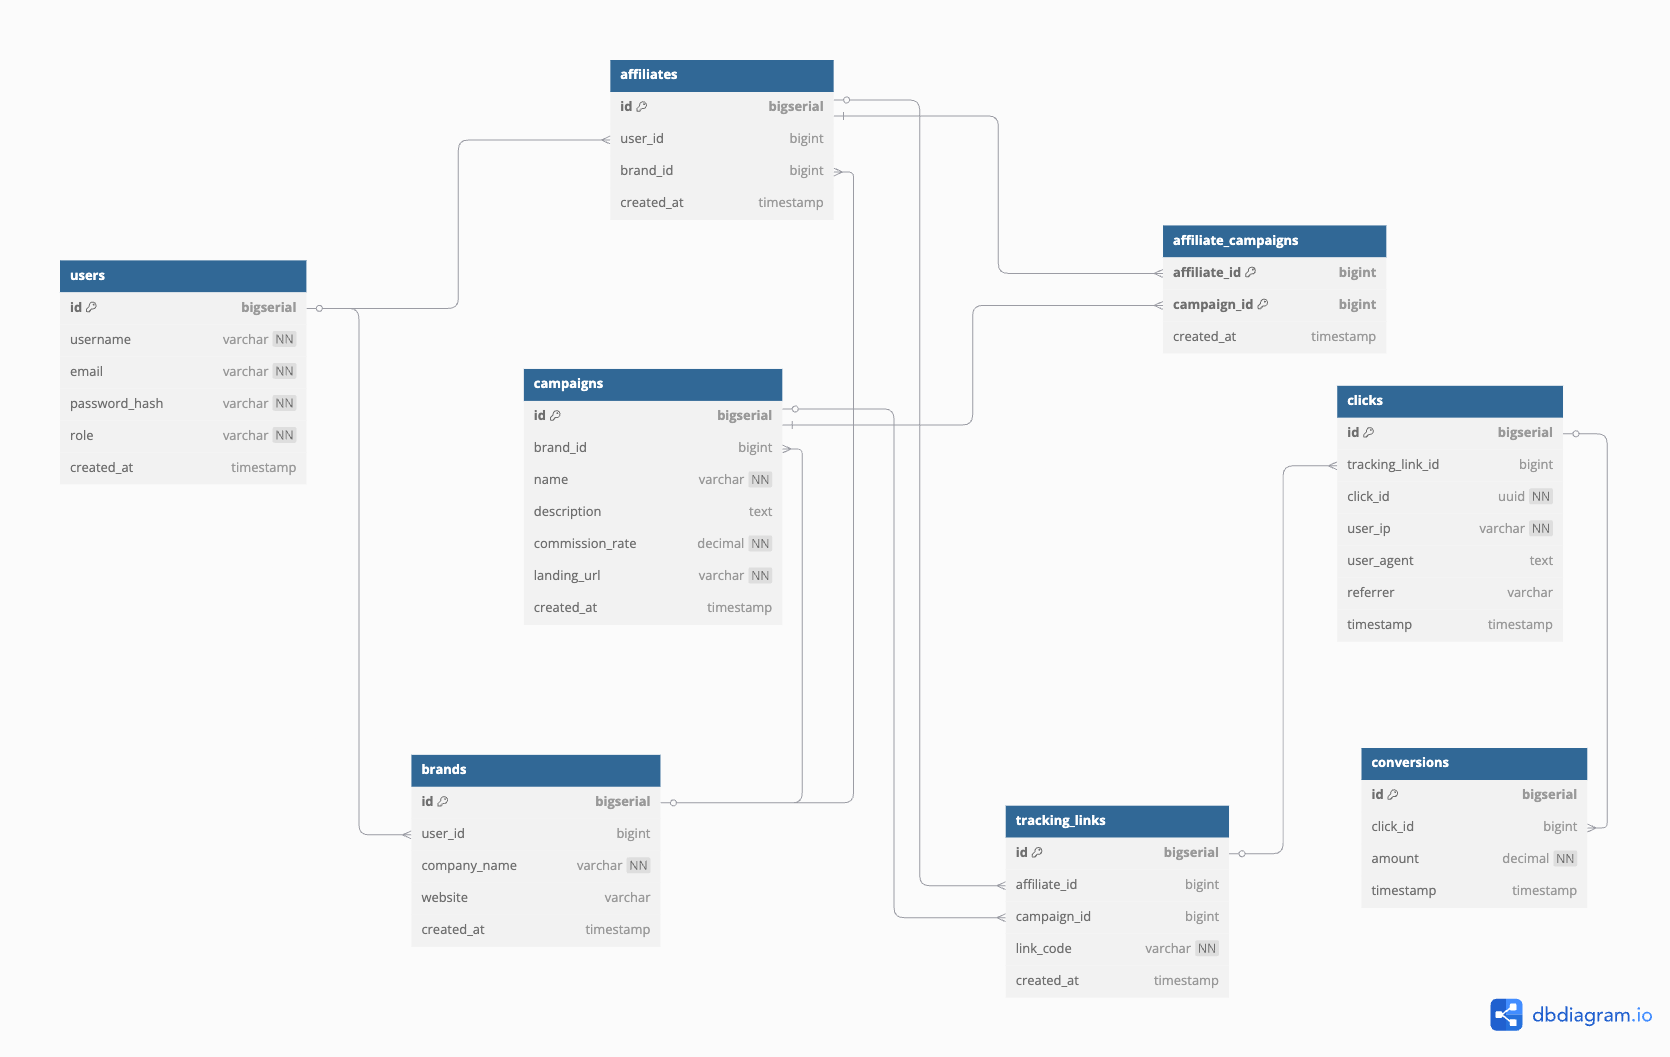 affiliates
id bigserial
user_id bigint
brand_id bigint
created_at timestamp
affiliate_campaigns
affiliate_id bigint
campaign_id bigint
created_at timestamp
users
id bigserial
username varchar NN
email varchar NN
password_hash varchar NN
role varchar NN
created_at timestamp
campaigns
id bigserial
brand_id bigint
name varchar NN
description text
commission_rate decimal NN
landing_url varchar NN
created_at timestamp
clicks
id bigserial
tracking_link_id bigint
click_id uuid NN
user_ip varchar NN
user_agent text
referrer varchar
timestamp timestamp
brands
id bigserial
user_id bigint
company_name varchar NN
website varchar
created_at timestamp
tracking_links
id bigserial
affiliate_id bigint
campaign_id bigint
link_code varchar NN
created_at timestamp
conversions
id bigserial
click_id bigint
amount decimal NN
timestamp timestamp
dbdiagram.io